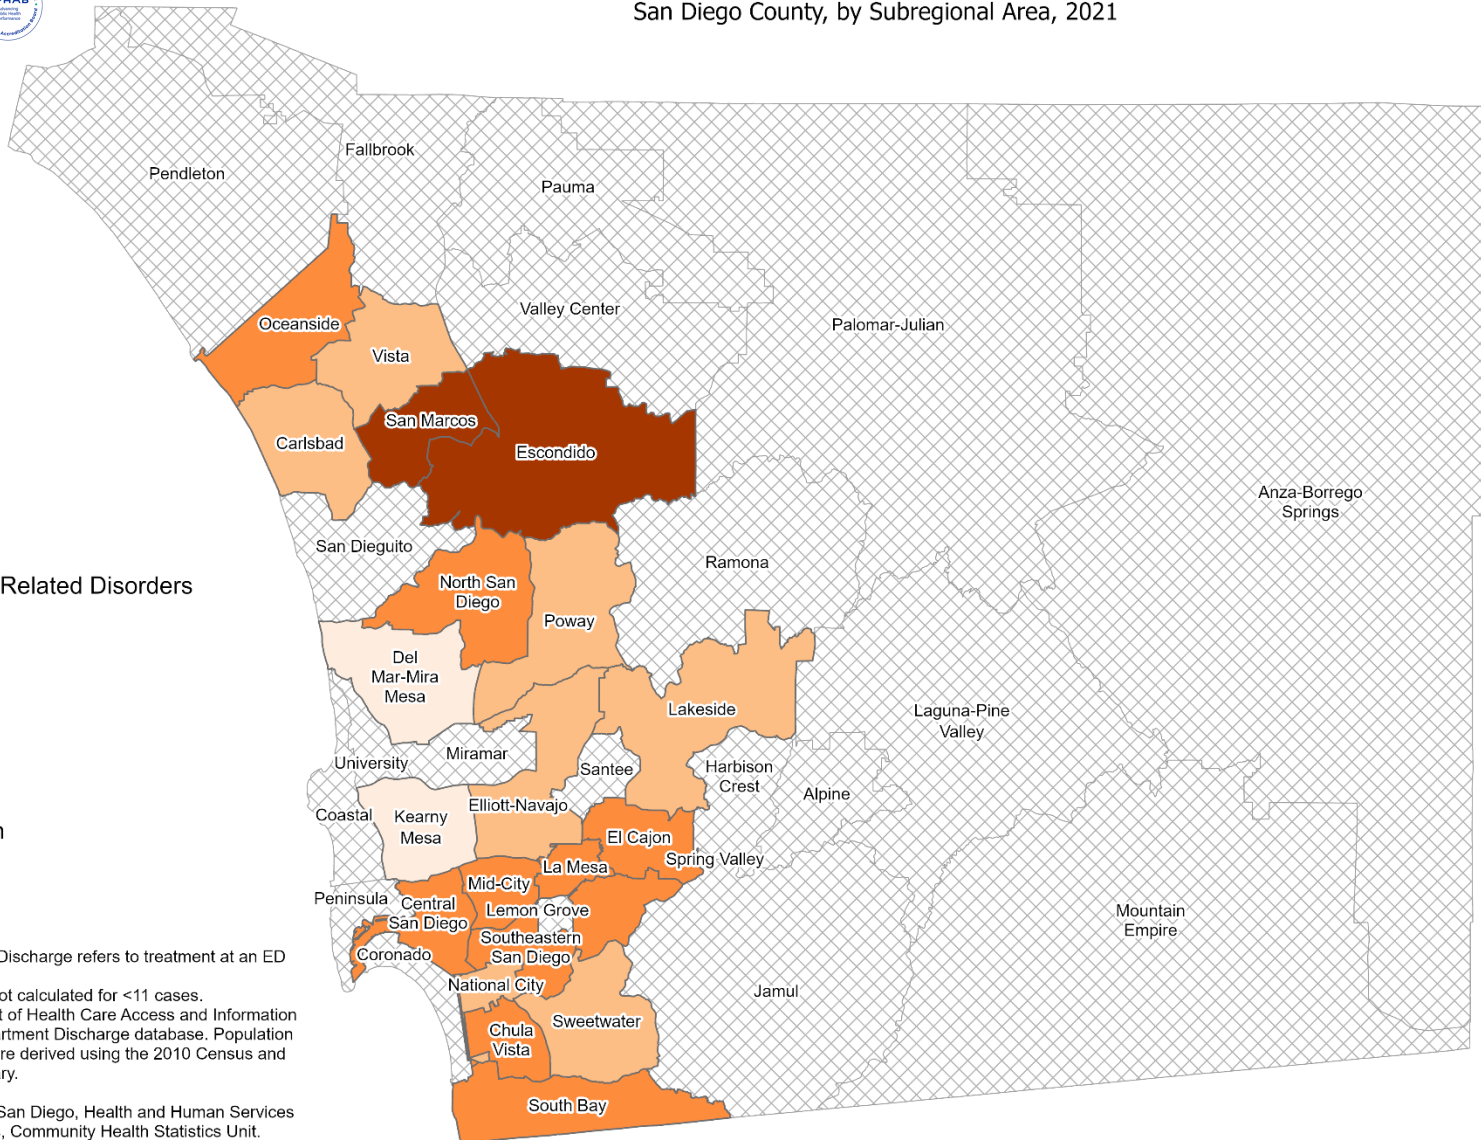 San Diego County, by Subregional Area, 2021
Pendleton
Fallbrook
Pauma
Oceanside
Valley Center
Palomar-Julian
Vista
San Marcos
Carlsbad
Escondido
Anza-Borrego
Springs
San Dieguito
Ramona
Related Disorders
North San
Diego
Poway
Del
Mar-Mira
Mesa
Lakeside
Laguna-Pine
Valley
Miramar
University
Santee
Harbison
Crest
Alpine
Coastal
Kearny
Mesa
Elliott-Navajo
El Cajon
La Mesa
Spring Valley
Mid-City
Peninsula
Central
San Diego
Lemon Grove
Mountain
Empire
Southeastern
San Diego
Coronado
National City
Jamul
Sweetwater
Chula
Vista
South Bay
Discharge refers to treatment at an ED
ot calculated for <11 cases.
t of Health Care Access and Information
artment Discharge database. Population
re derived using the 2010 Census and
ry.
San Diego, Health and Human Services
, Community Health Statistics Unit.